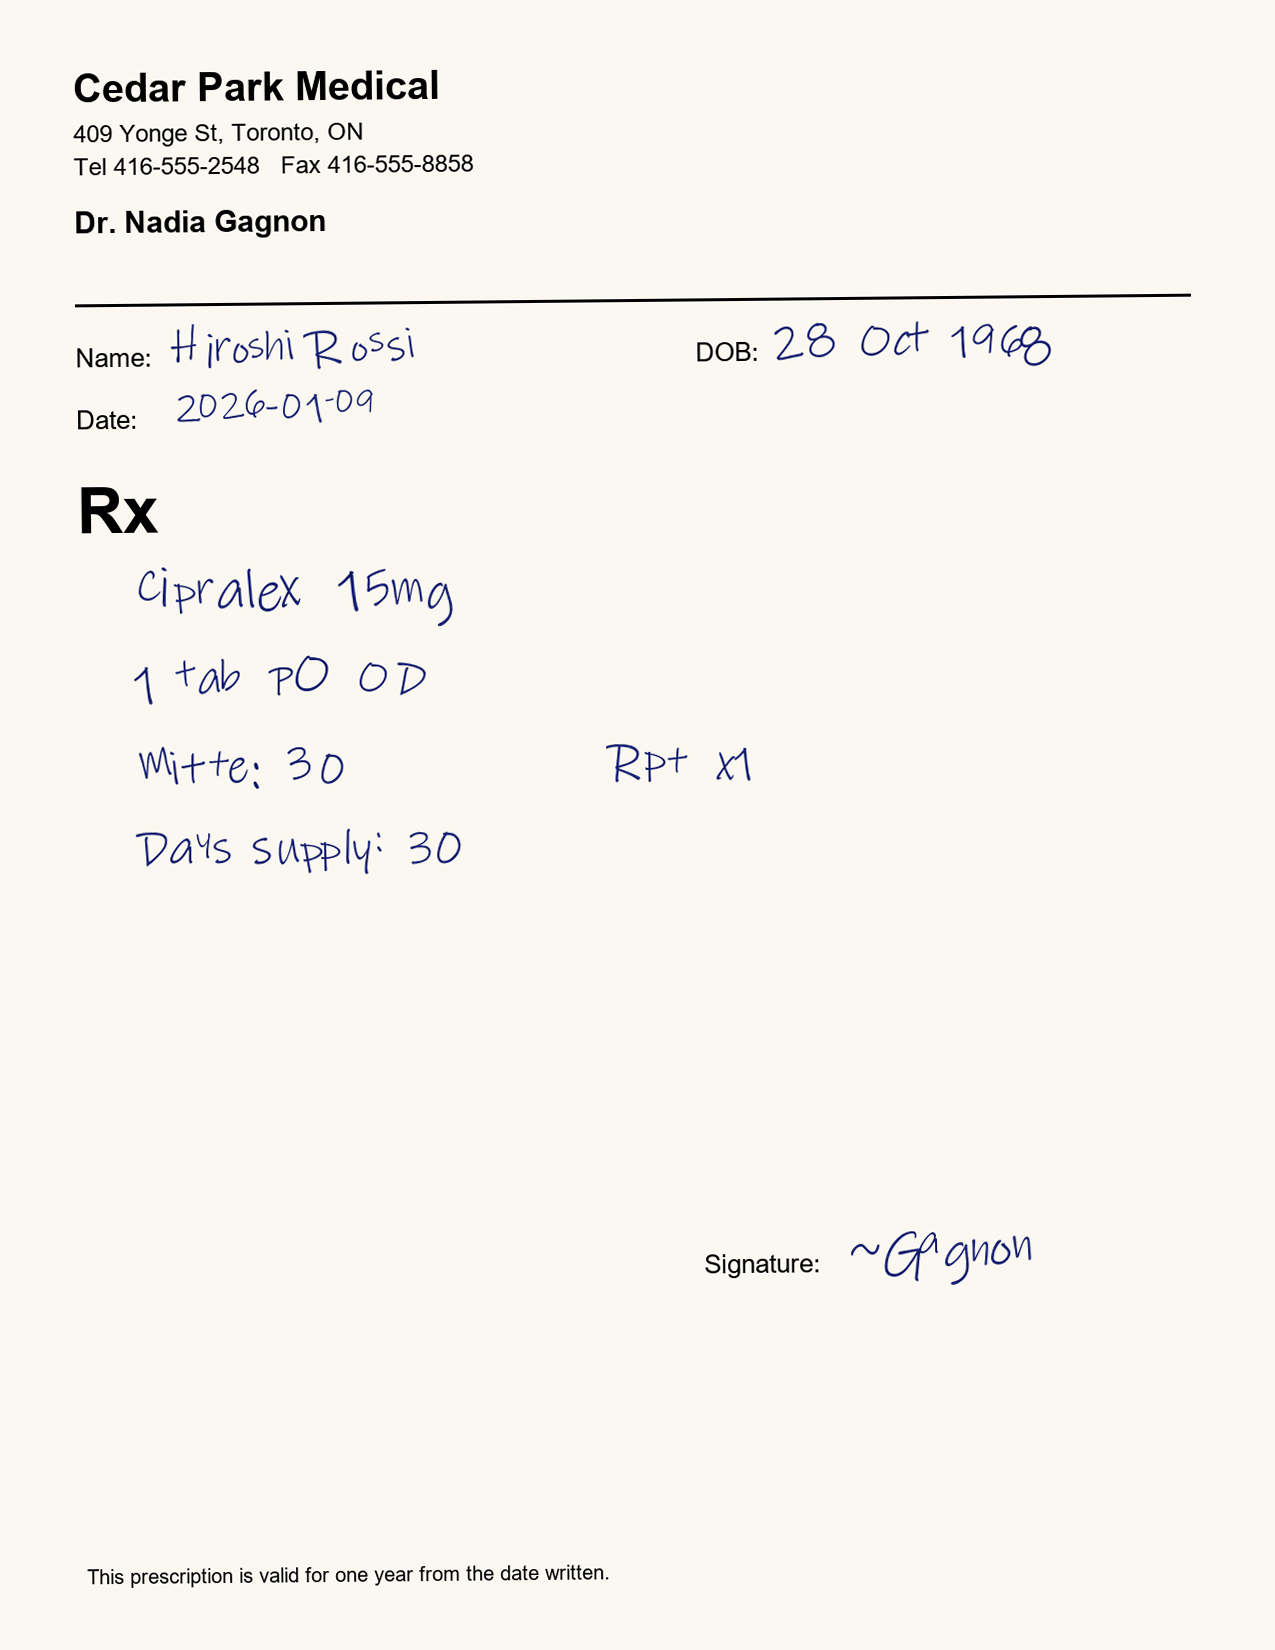 Cedar Park Medical
409 Yonge St, Toronto, ON
Tel 416-555-2548 Fax 416-555-8858
Dr. Nadia Gagnon
Name: Hiroshi Rossi DOB: 28 Oct 1968
Date: 2026-01-09
Rx
Cipralex 15mg
1 tab PO OD
Mitte: 30 Rpt x1
Days supply: 30
Signature: ~Gagnon
This prescription is valid for one year from the date written.